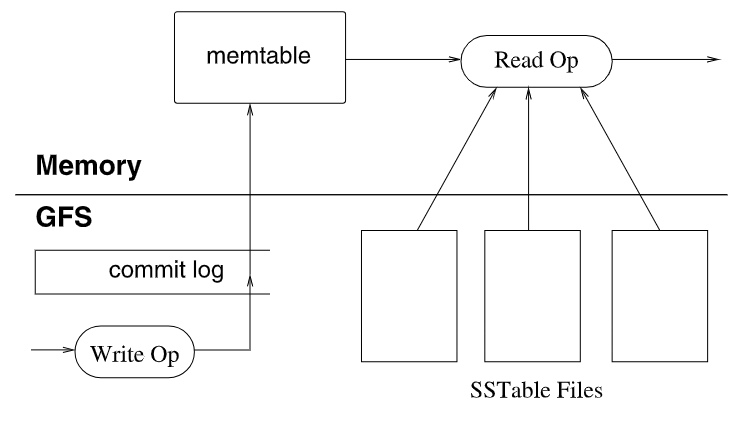 memtable
Read Op
Memory
GFS
commit log
Write Op
SSTable Files